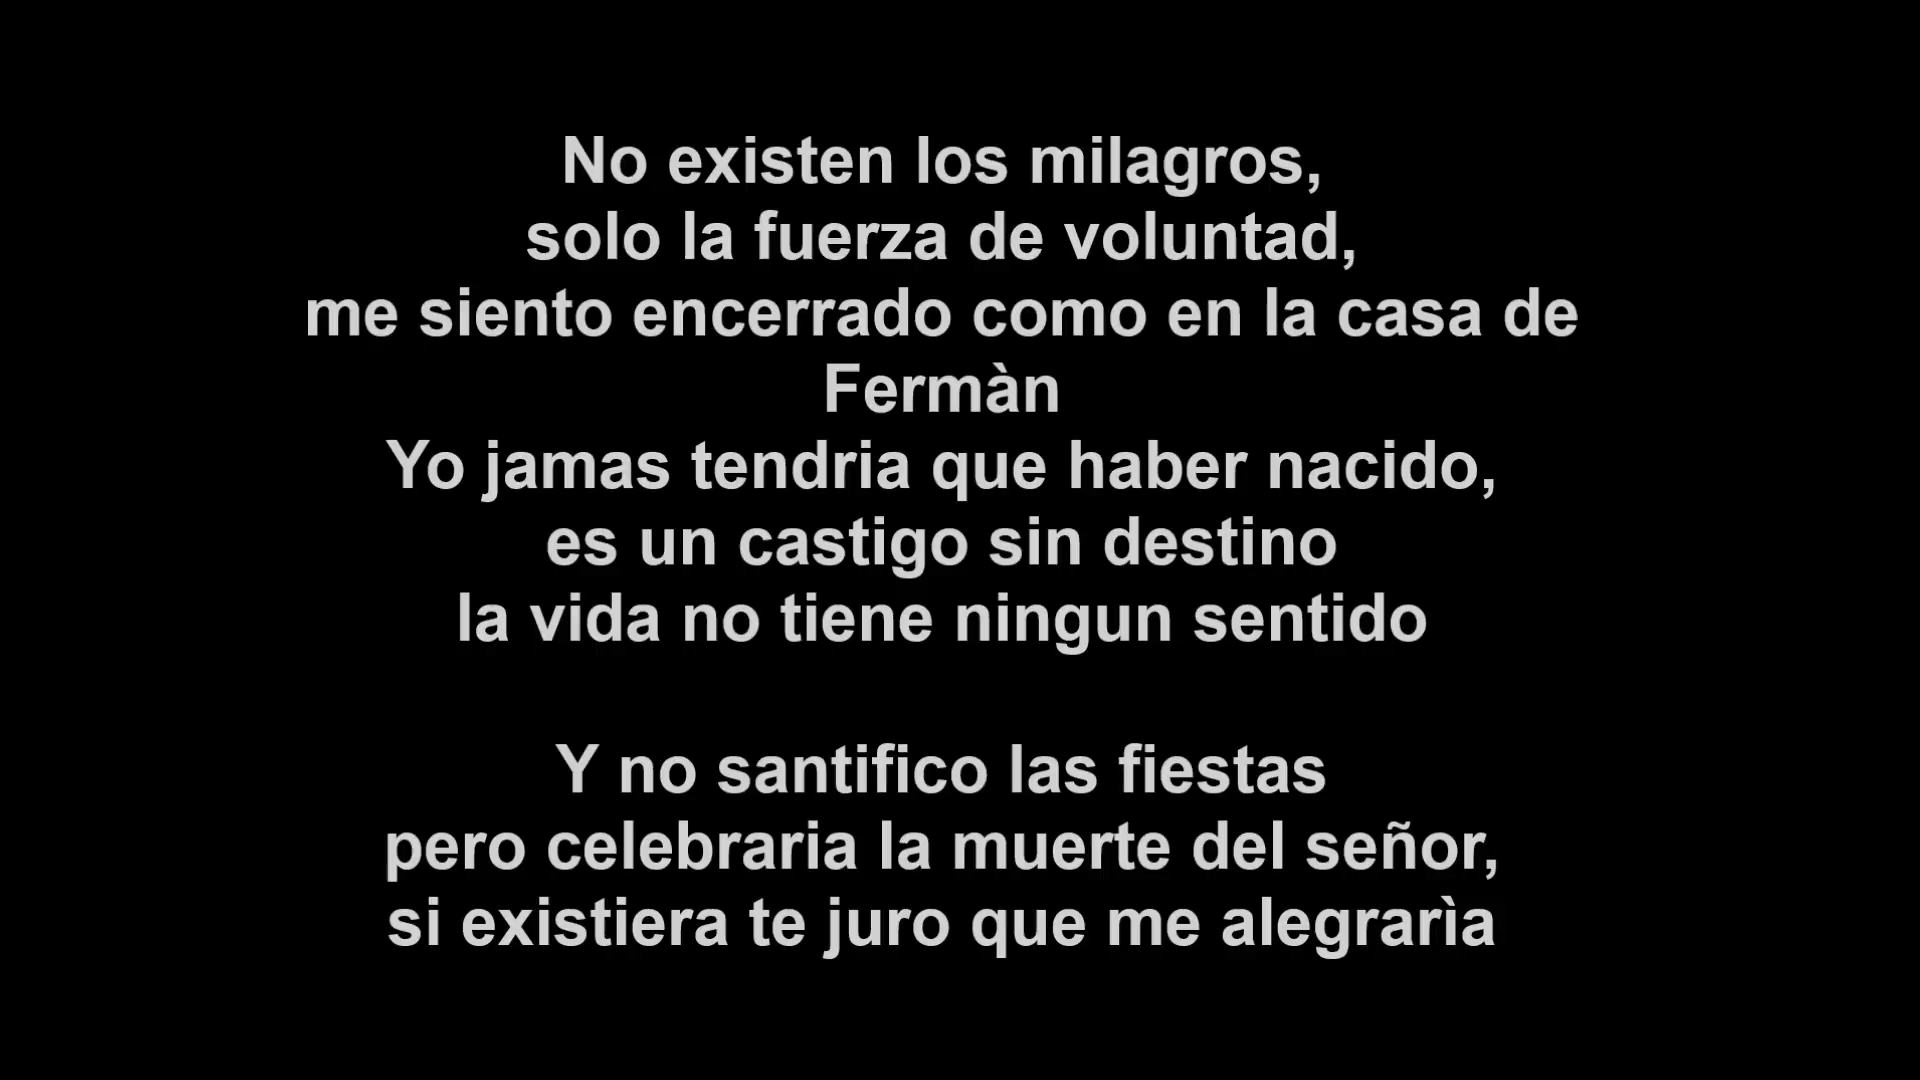 No existen los milagros,
solo la fuerza de voluntad,
me siento encerrado como en la casa de
Fermàn
Yo jamas tendria que haber nacido,
es un castigo sin destino
la vida no tiene ningun sentido
Y no santifico las fiestas
pero celebraria la muerte del señor,
si existiera te juro que me alegrarìa